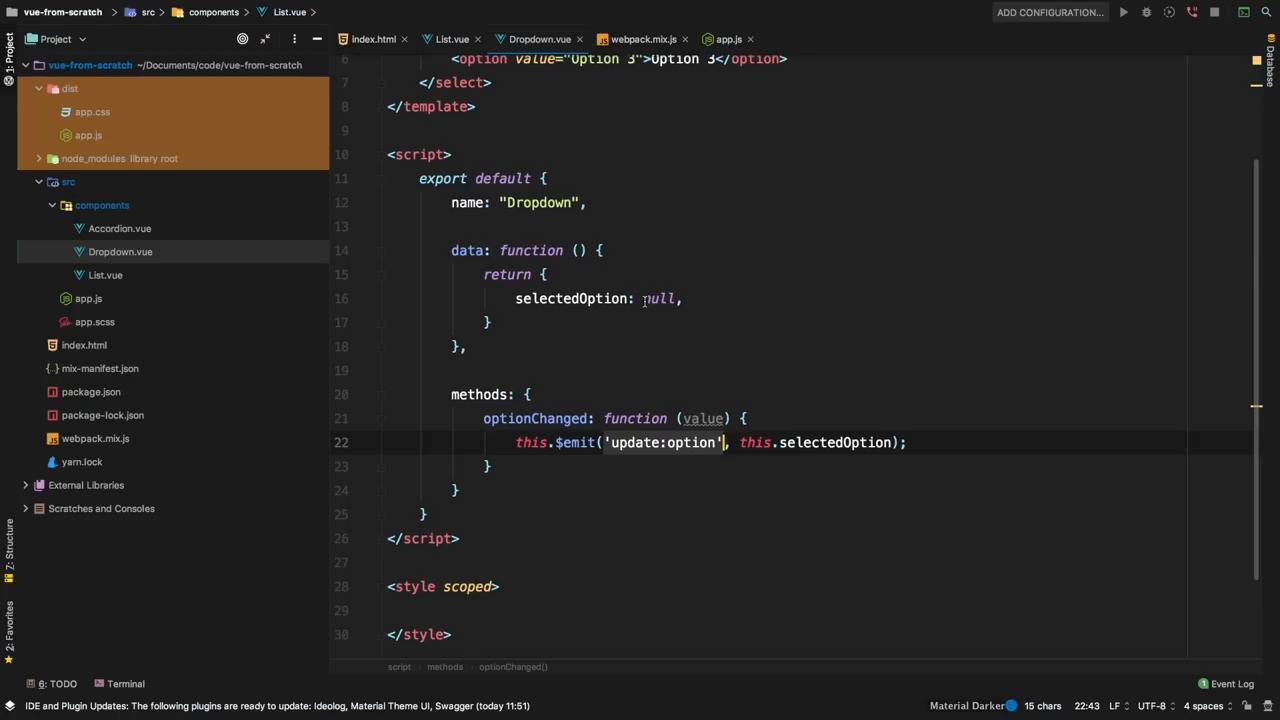 vue-from-scratch > src > components > List.vue >
ADD CONFIGURATION...
Project
index.html
List.vue
Dropdown.vue
webpack.mix.js
app.js
1: Project
Z: Structure
2: Favorites
Database
vue-from-scratch ~/Documents/code/vue-from-scratch
dist
app.css
app.js
node_modules library root
src
components
Accordion.vue
Dropdown.vue
List.vue
app.js
app.scss
index.html
mix-manifest.json
package.json
package-lock.json
webpack.mix.js
yarn.lock
External Libraries
Scratches and Consoles
6 <option value="Option 3">Option 3</option>
7 </select>
8 </template>
9
10 <script>
11 export default {
12 name: "Dropdown",
13
14 data: function () {
15 return {
16 selectedOption: null,
17 }
18 },
19
20 methods: {
21 optionChanged: function (value) {
22 this.$emit('update:option', this.selectedOption);
23 }
24 }
25 }
26 </script>
27
28 <style scoped>
29
30 </style>
script > methods > optionChanged()
6: TODO
Terminal
1 Event Log
IDE and Plugin Updates: The following plugins are ready to update: Ideolog, Material Theme UI, Swagger (today 11:51)
Material Darker
15 chars
22:43
LF
UTF-8
4 spaces